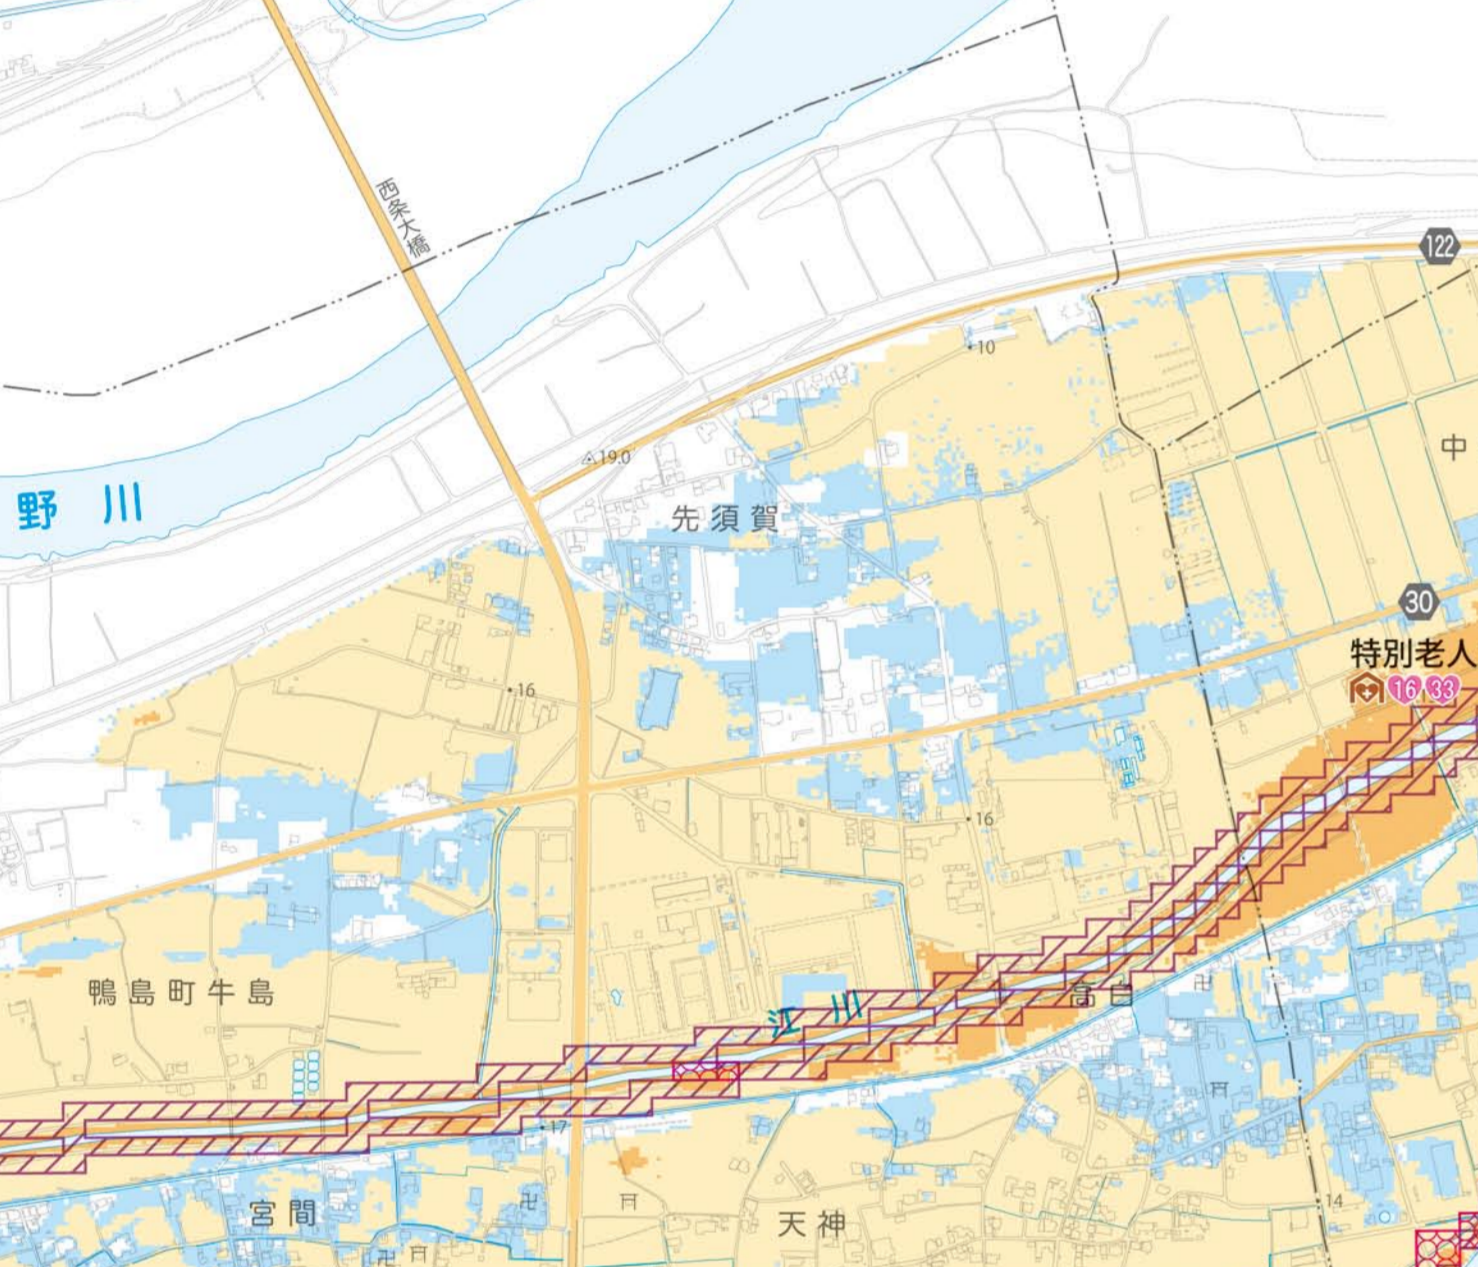 西条大橋
122
10
中
19.0
野川
先須賀
30
特別老人
16 33
16
16
鴨島町牛島
江川
高白
17
14
宮間
天神